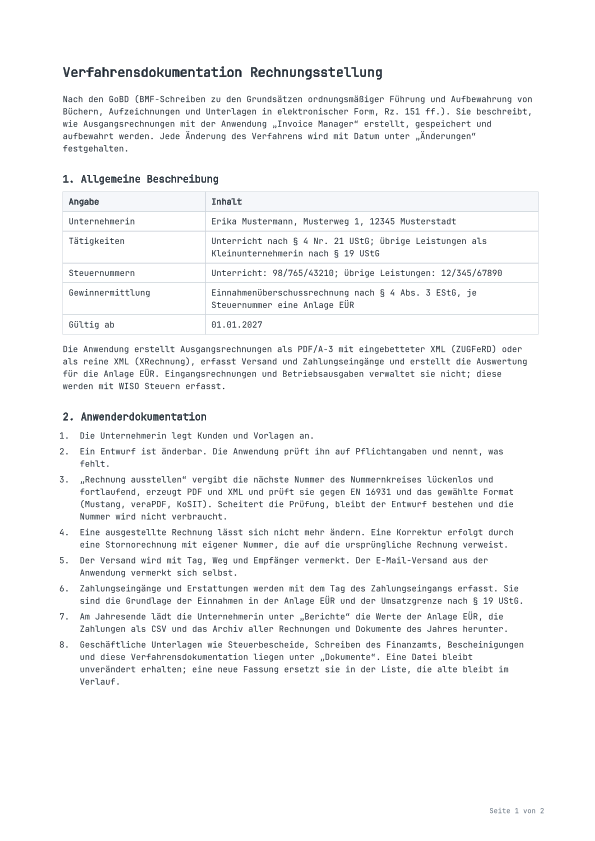 Verfahrensdokumentation Rechnungsstellung
Nach den GoBD (BMF-Schreiben zu den Grundsätzen ordnungsmäßiger Führung und Aufbewahrung von
Büchern, Aufzeichnungen und Unterlagen in elektronischer Form, Rz. 151 ff.). Sie beschreibt,
wie Ausgangsrechnungen mit der Anwendung „Invoice Manager“ erstellt, gespeichert und
aufbewahrt werden. Jede Änderung des Verfahrens wird mit Datum unter „Änderungen“
festgehalten.
1. Allgemeine Beschreibung
Angabe Inhalt
Unternehmerin Erika Mustermann, Musterweg 1, 12345 Musterstadt
Tätigkeiten Unterricht nach § 4 Nr. 21 UStG; übrige Leistungen als
Kleinunternehmerin nach § 19 UStG
Steuernummern Unterricht: 98/765/43210; übrige Leistungen: 12/345/67890
Gewinnermittlung Einnahmenüberschussrechnung nach § 4 Abs. 3 EStG, je
Steuernummer eine Anlage EÜR
Gültig ab 01.01.2027
Die Anwendung erstellt Ausgangsrechnungen als PDF/A-3 mit eingebetteter XML (ZUGFeRD) oder
als reine XML (XRechnung), erfasst Versand und Zahlungseingänge und erstellt die Auswertung
für die Anlage EÜR. Eingangsrechnungen und Betriebsausgaben verwaltet sie nicht; diese
werden mit WISO Steuern erfasst.
2. Anwenderdokumentation
1. Die Unternehmerin legt Kunden und Vorlagen an.
2. Ein Entwurf ist änderbar. Die Anwendung prüft ihn auf Pflichtangaben und nennt, was
fehlt.
3. „Rechnung ausstellen“ vergibt die nächste Nummer des Nummernkreises lückenlos und
fortlaufend, erzeugt PDF und XML und prüft sie gegen EN 16931 und das gewählte Format
(Mustang, veraPDF, KoSIT). Scheitert die Prüfung, bleibt der Entwurf bestehen und die
Nummer wird nicht verbraucht.
4. Eine ausgestellte Rechnung lässt sich nicht mehr ändern. Eine Korrektur erfolgt durch
eine Stornorechnung mit eigener Nummer, die auf die ursprüngliche Rechnung verweist.
5. Der Versand wird mit Tag, Weg und Empfänger vermerkt. Der E-Mail-Versand aus der
Anwendung vermerkt sich selbst.
6. Zahlungseingänge und Erstattungen werden mit dem Tag des Zahlungseingangs erfasst. Sie
sind die Grundlage der Einnahmen in der Anlage EÜR und der Umsatzgrenze nach § 19 UStG.
7. Am Jahresende lädt die Unternehmerin unter „Berichte“ die Werte der Anlage EÜR, die
Zahlungen als CSV und das Archiv aller Rechnungen und Dokumente des Jahres herunter.
8. Geschäftliche Unterlagen wie Steuerbescheide, Schreiben des Finanzamts, Bescheinigungen
und diese Verfahrensdokumentation liegen unter „Dokumente“. Eine Datei bleibt
unverändert erhalten; eine neue Fassung ersetzt sie in der Liste, die alte bleibt im
Verlauf.
Seite 1 von 2